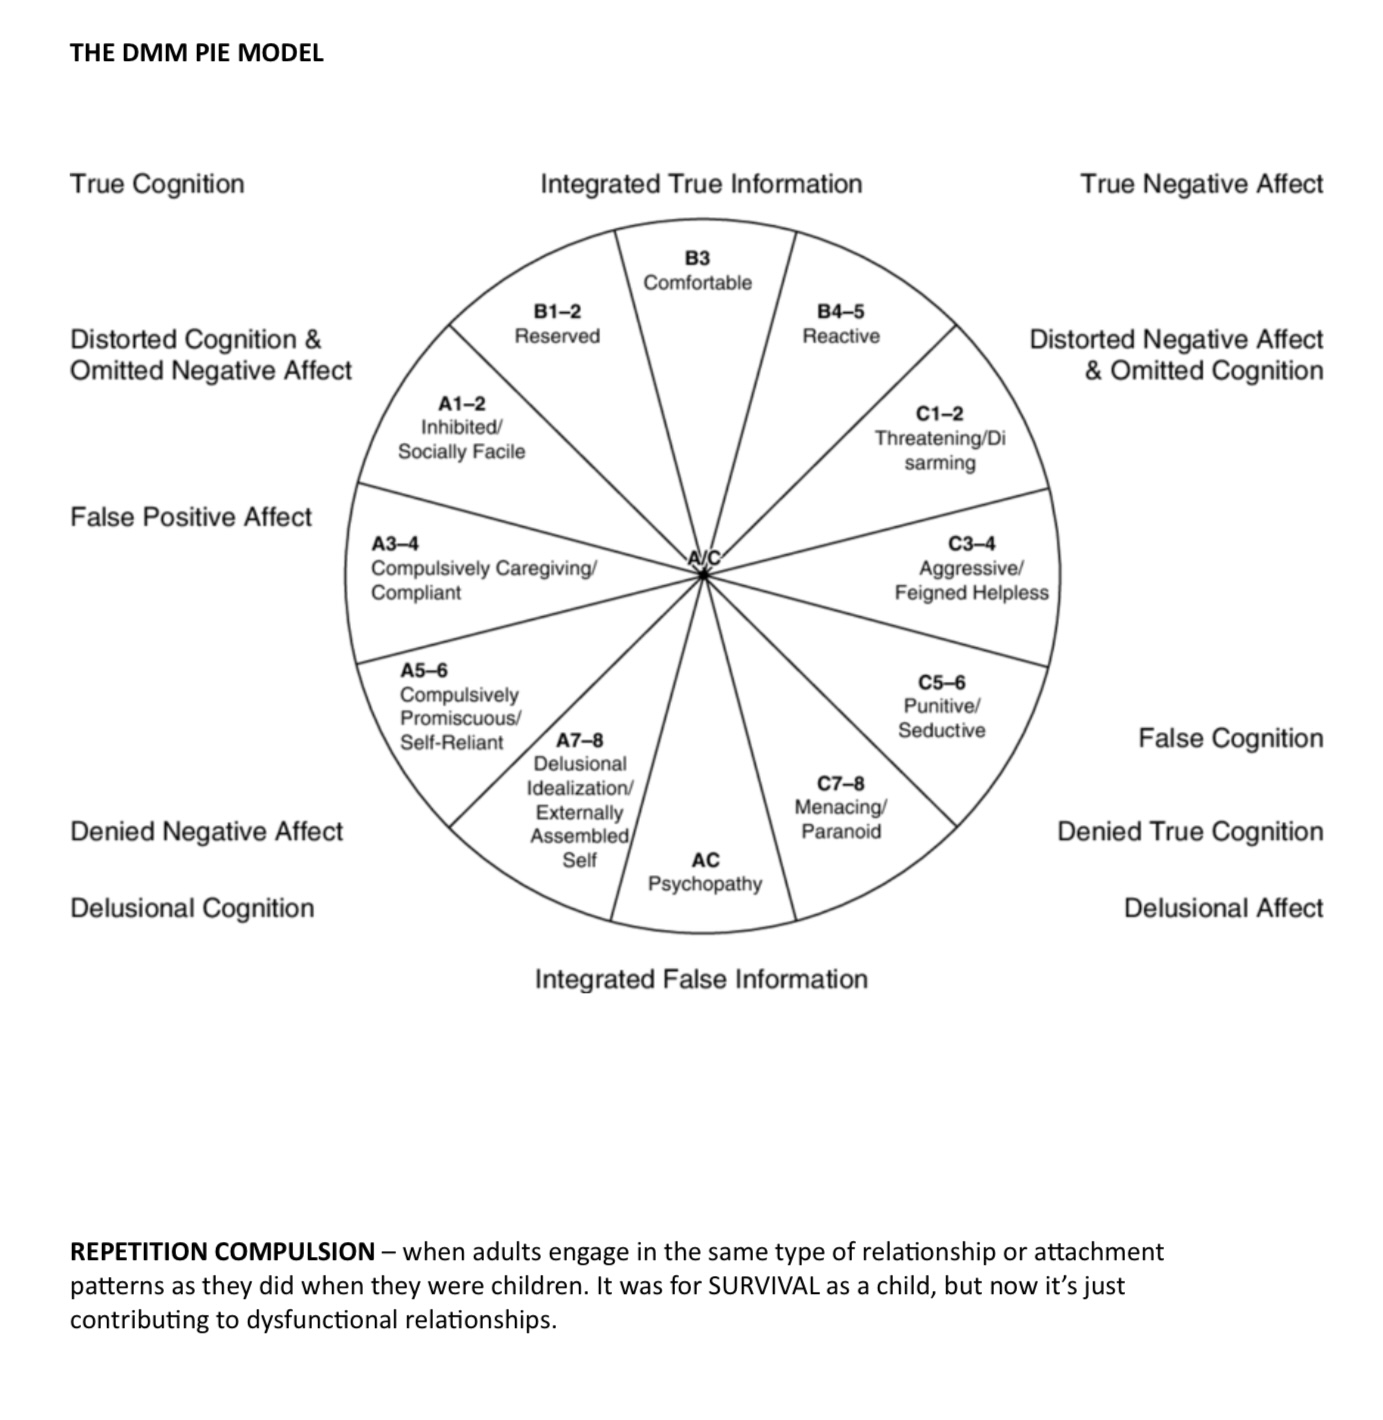 THE DMM PIE MODEL
True Cognition
Integrated True Information
True Negative Affect
B3
Comfortable
B1–2
Reserved
B4–5
Reactive
Distorted Cognition &
Omitted Negative Affect
Distorted Negative Affect
& Omitted Cognition
A1–2
Inhibited/
Socially Facile
C1–2
Threatening/Di
sarming
False Positive Affect
A3–4
Compulsively Caregiving/
Compliant
A/C
C3–4
Aggressive/
Feigned Helpless
A5–6
Compulsively
Promiscuous/
Self-Reliant
C5–6
Punitive/
Seductive
A7–8
Delusional
Idealization/
Externally
Assembled
Self
False Cognition
C7–8
Menacing/
Paranoid
Denied Negative Affect
Denied True Cognition
AC
Psychopathy
Delusional Cognition
Delusional Affect
Integrated False Information
REPETITION COMPULSION – when adults engage in the same type of relationship or attachment
patterns as they did when they were children. It was for SURVIVAL as a child, but now it's just
contributing to dysfunctional relationships.